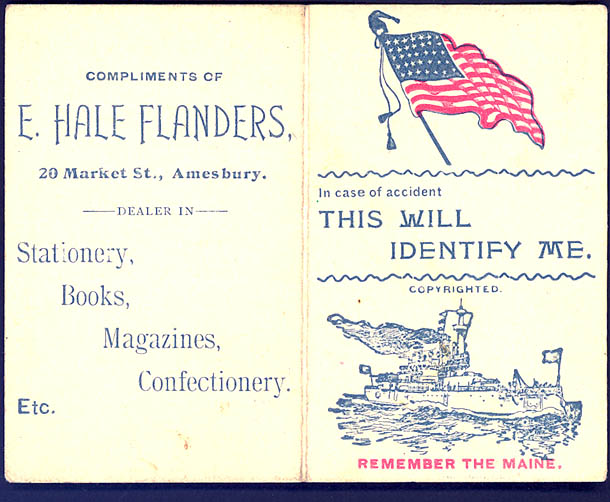 COMPLIMENTS OF
E. HALE FLANDERS,
20 Market St., Amesbury.
DEALER IN
Stationery,
Books,
Magazines,
Confectionery.
Etc.
In case of accident
THIS WILL
IDENTIFY ME.
COPYRIGHTED.
REMEMBER THE MAINE.